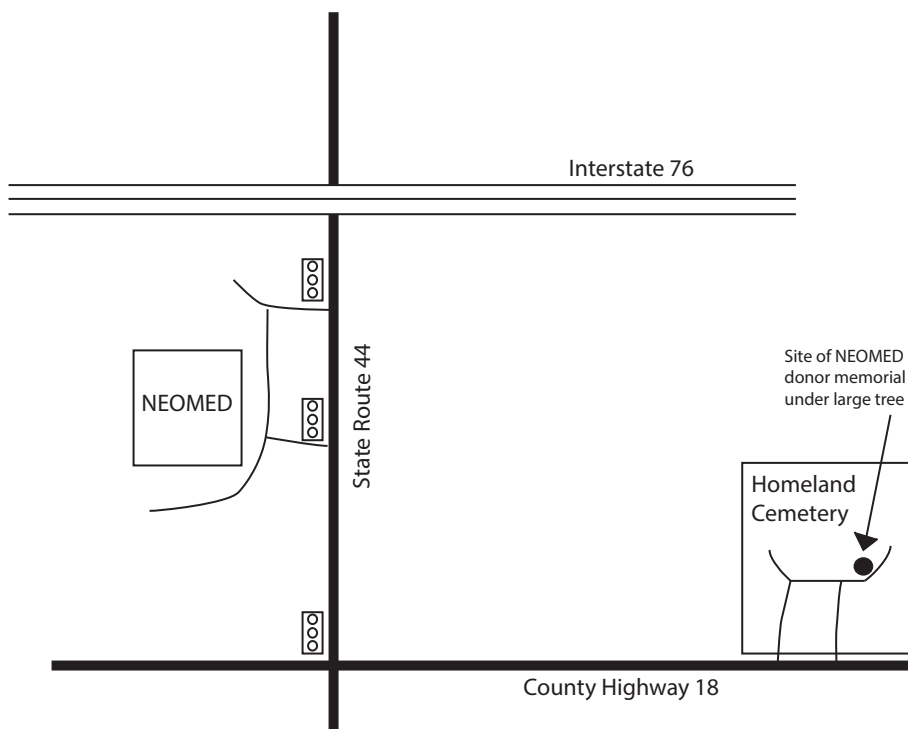 Interstate 76
State Route 44
NEOMED
Site of NEOMED
donor memorial
under large tree
Homeland
Cemetery
County Highway 18